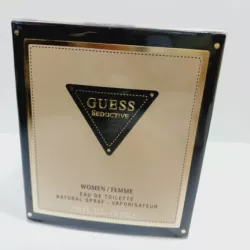 GUESS
SEDUCTIVE
WOMEN / FEMME
EAU DE TOILETTE
NATURAL SPRAY - VAPORISATEUR